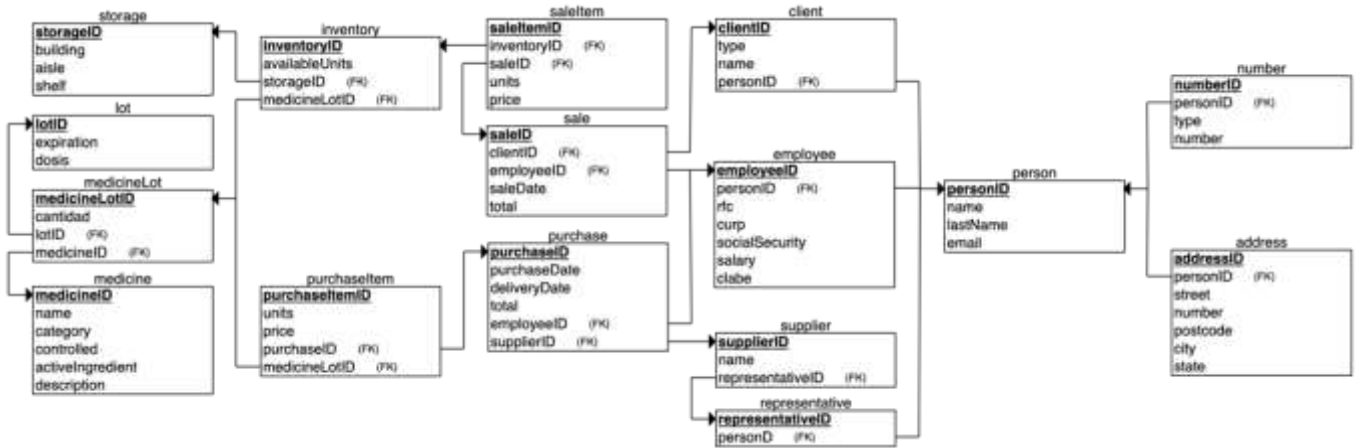 storage
storageID
building
aisle
shelf
lot
lotID
expiration
dosis
medicineLot
medicineLotID
cantidad
lotID (FK)
medicineID (FK)
medicine
medicineID
name
category
controlled
activeIngredient
description
inventory
inventoryID
availableUnits
storageID (FK)
medicineLotID (FK)
purchaseItem
purchaseItemID
units
price
purchaseID (FK)
medicineLotID (FK)
saleItem
saleItemID
inventoryID (FK)
saleID (FK)
units
price
sale
saleID
clientID (FK)
employeeID (FK)
saleDate
total
purchase
purchaseID
purchaseDate
deliveryDate
total
employeeID (FK)
supplierID (FK)
client
clientID
type
name
personID (FK)
employee
employeeID
personID (FK)
rfc
curp
socialSecurity
salary
clabe
supplier
supplierID
name
representativeID (FK)
representative
representativeID
personD (FK)
person
personID
name
lastName
email
number
numberID
personID (FK)
type
number
address
addressID
personID (FK)
street
number
postcode
city
state